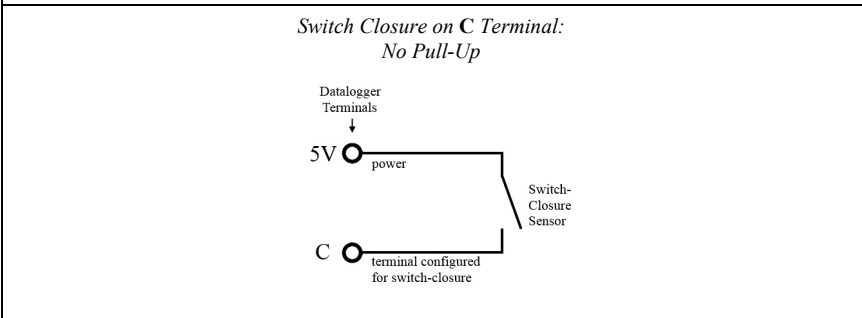 Switch Closure on C Terminal:
No Pull-Up
Datalogger
Terminals
5V
power
Switch-
Closure
Sensor
C
terminal configured
for switch-closure